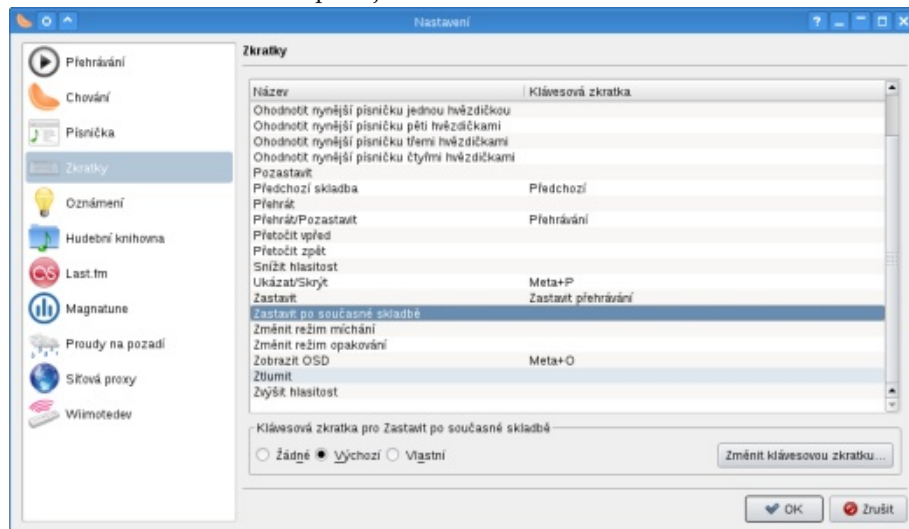 Nastavení
Přehrávání
Chování
Písnička
Zkratky
Oznámení
Hudební knihovna
Last.fm
Magnatune
Proudy na pozadí
Síťová proxy
Wiimotedev
Zkratky
Název Klávesová zkratka
Ohodnotit nynější písničku jednou hvězdičkou
Ohodnotit nynější písničku pěti hvězdičkami
Ohodnotit nynější písničku třemi hvězdičkami
Ohodnotit nynější písničku čtyřmi hvězdičkami
Pozastavit
Předchozí skladba Předchozí
Přehrát
Přehrát/Pozastavit Přehrávání
Přetočit vpřed
Přetočit zpět
Snížit hlasitost
Ukázat/Skrýt Meta+P
Zastavit Zastavit přehrávání
Zastavit po současné skladbě
Změnit režim míchání
Změnit režim opakování
Zobrazit OSD Meta+O
Ztlumit
Zvýšit hlasitost
Klávesová zkratka pro Zastavit po současné skladbě
Žádné Výchozí Vlastní Změnit klávesovou zkratku...
OK Zrušit